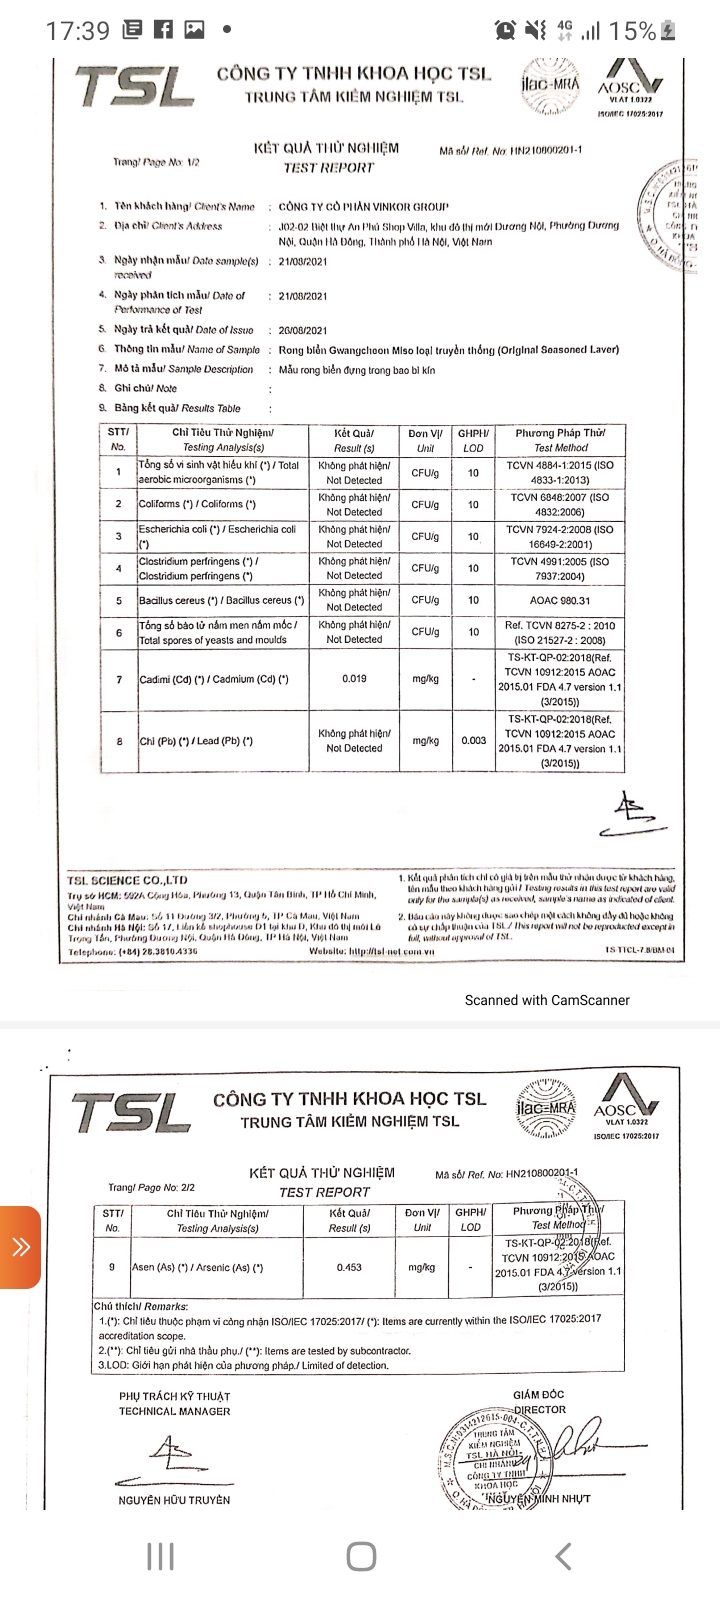 17:39
4G
15%
TSL
CÔNG TY TNHH KHOA HỌC TSL
TRUNG TÂM KIỂM NGHIỆM TSL
ilac-MRA
AOSC
VLAT 1.0322
ISO/IEC 17025:2017
KẾT QUẢ THỬ NGHIỆM
TEST REPORT
Mã số/ Ref. No: HN210800201-1
Trang/ Page No: 1/2
1. Tên khách hàng/ Client's Name : CÔNG TY CỔ PHẦN VINKOR GROUP
2. Địa chỉ/ Client's Address : J02-02 Biệt thự An Phú Shop Villa, khu đô thị mới Dương Nội, Phường Dương
Nội, Quận Hà Đông, Thành phố Hà Nội, Việt Nam
3. Ngày nhận mẫu/ Date sample(s) : 21/08/2021
received
4. Ngày phân tích mẫu/ Date of : 21/08/2021
Performance of Test
5. Ngày trả kết quả/ Date of Issue : 26/08/2021
6. Thông tin mẫu/ Name of Sample : Rong biển Gwangcheon Miso loại truyền thống (Original Seasoned Laver)
7. Mô tả mẫu/ Sample Description : Mẫu rong biển đựng trong bao bì kín
8. Ghi chú/ Note :
9. Bảng kết quả/ Results Table :
STT/ Chỉ Tiêu Thử Nghiệm/ Kết Quả/ Đơn Vị/ GHPH/ Phương Pháp Thử/
No. Testing Analysis(s) Result (s) Unit LOD Test Method
1 Tổng số vi sinh vật hiếu khí (*) / Total aerobic microorganisms (*) Không phát hiện/ Not Detected CFU/g 10 TCVN 4884-1:2015 (ISO 4833-1:2013)
2 Coliforms (*) / Coliforms (*) Không phát hiện/ Not Detected CFU/g 10 TCVN 6848:2007 (ISO 4832:2006)
3 Escherichia coli (*) / Escherichia coli (*) Không phát hiện/ Not Detected CFU/g 10 TCVN 7924-2:2008 (ISO 16649-2:2001)
4 Clostridium perfringens (*) / Clostridium perfringens (*) Không phát hiện/ Not Detected CFU/g 10 TCVN 4991:2005 (ISO 7937:2004)
5 Bacillus cereus (*) / Bacillus cereus (*) Không phát hiện/ Not Detected CFU/g 10 AOAC 980.31
6 Tổng số bào tử nấm men nấm mốc / Total spores of yeasts and moulds Không phát hiện/ Not Detected CFU/g 10 Ref. TCVN 8275-2 : 2010 (ISO 21527-2 : 2008)
7 Cadimi (Cd) (*) / Cadmium (Cd) (*) 0.019 mg/kg - TS-KT-QP-02:2018(Ref. TCVN 10912:2015 AOAC 2015.01 FDA 4.7 version 1.1 (3/2015))
8 Chì (Pb) (*) / Lead (Pb) (*) Không phát hiện/ Not Detected mg/kg 0.003 TS-KT-QP-02:2018(Ref. TCVN 10912:2015 AOAC 2015.01 FDA 4.7 version 1.1 (3/2015))
TSL SCIENCE CO.,LTD
Trụ sở HCM: 592A Cộng Hòa, Phường 13, Quận Tân Bình, TP Hồ Chí Minh,
Việt Nam
Chi nhánh Cà Mau: Số 11 Đường 3/2, Phường 5, TP Cà Mau, Việt Nam
Chi nhánh Hà Nội: Số 17, Liền kề shophouse D1 tại khu D, Khu đô thị mới Lê
Trọng Tấn, Phường Dương Nội, Quận Hà Đông, TP Hà Nội, Việt Nam
Telephone: (+84) 28.3810.4336 Website: http://tsl-net.com.vn
1. Kết quả phân tích chỉ có giá trị trên mẫu thử nhận được từ khách hàng,
tên mẫu theo khách hàng gửi / Testing results in this test report are valid
only for the sample(s) as received, sample's name as indicated of client.
2. Báo cáo này không được sao chép một cách không đầy đủ hoặc không
có sự chấp thuận của TSL / This report will not be reproduced except in
full, without approval of TSL.
TS-TTCL-7.8/BM-04
Scanned with CamScanner
TSL
CÔNG TY TNHH KHOA HỌC TSL
TRUNG TÂM KIỂM NGHIỆM TSL
ilac-MRA
AOSC
VLAT 1.0322
ISO/IEC 17025:2017
KẾT QUẢ THỬ NGHIỆM
TEST REPORT
Mã số/ Ref. No: HN210800201-1
Trang/ Page No: 2/2
STT/ Chỉ Tiêu Thử Nghiệm/ Kết Quả/ Đơn Vị/ GHPH/ Phương Pháp Thử/
No. Testing Analysis(s) Result (s) Unit LOD Test Method
9 Asen (As) (*) / Arsenic (As) (*) 0.453 mg/kg - TS-KT-QP-02:2018(Ref. TCVN 10912:2015 AOAC 2015.01 FDA 4.7 version 1.1 (3/2015))
Chú thích/ Remarks:
1.(*): Chỉ tiêu thuộc phạm vi công nhận ISO/IEC 17025:2017/ (*): Items are currently within the ISO/IEC 17025:2017
accreditation scope.
2.(**): Chỉ tiêu gửi nhà thầu phụ./ (**): Items are tested by subcontractor.
3.LOD: Giới hạn phát hiện của phương pháp./ Limited of detection.
PHỤ TRÁCH KỸ THUẬT
TECHNICAL MANAGER
GIÁM ĐỐC
DIRECTOR
TRUNG TÂM
KIỂM NGHIỆM
TSL HÀ NỘI-
CHI NHÁNH
CÔNG TY TNHH
KHOA HỌC
NGUYỄN HỮU TRUYỀN
NGUYỄN MINH NHỰT